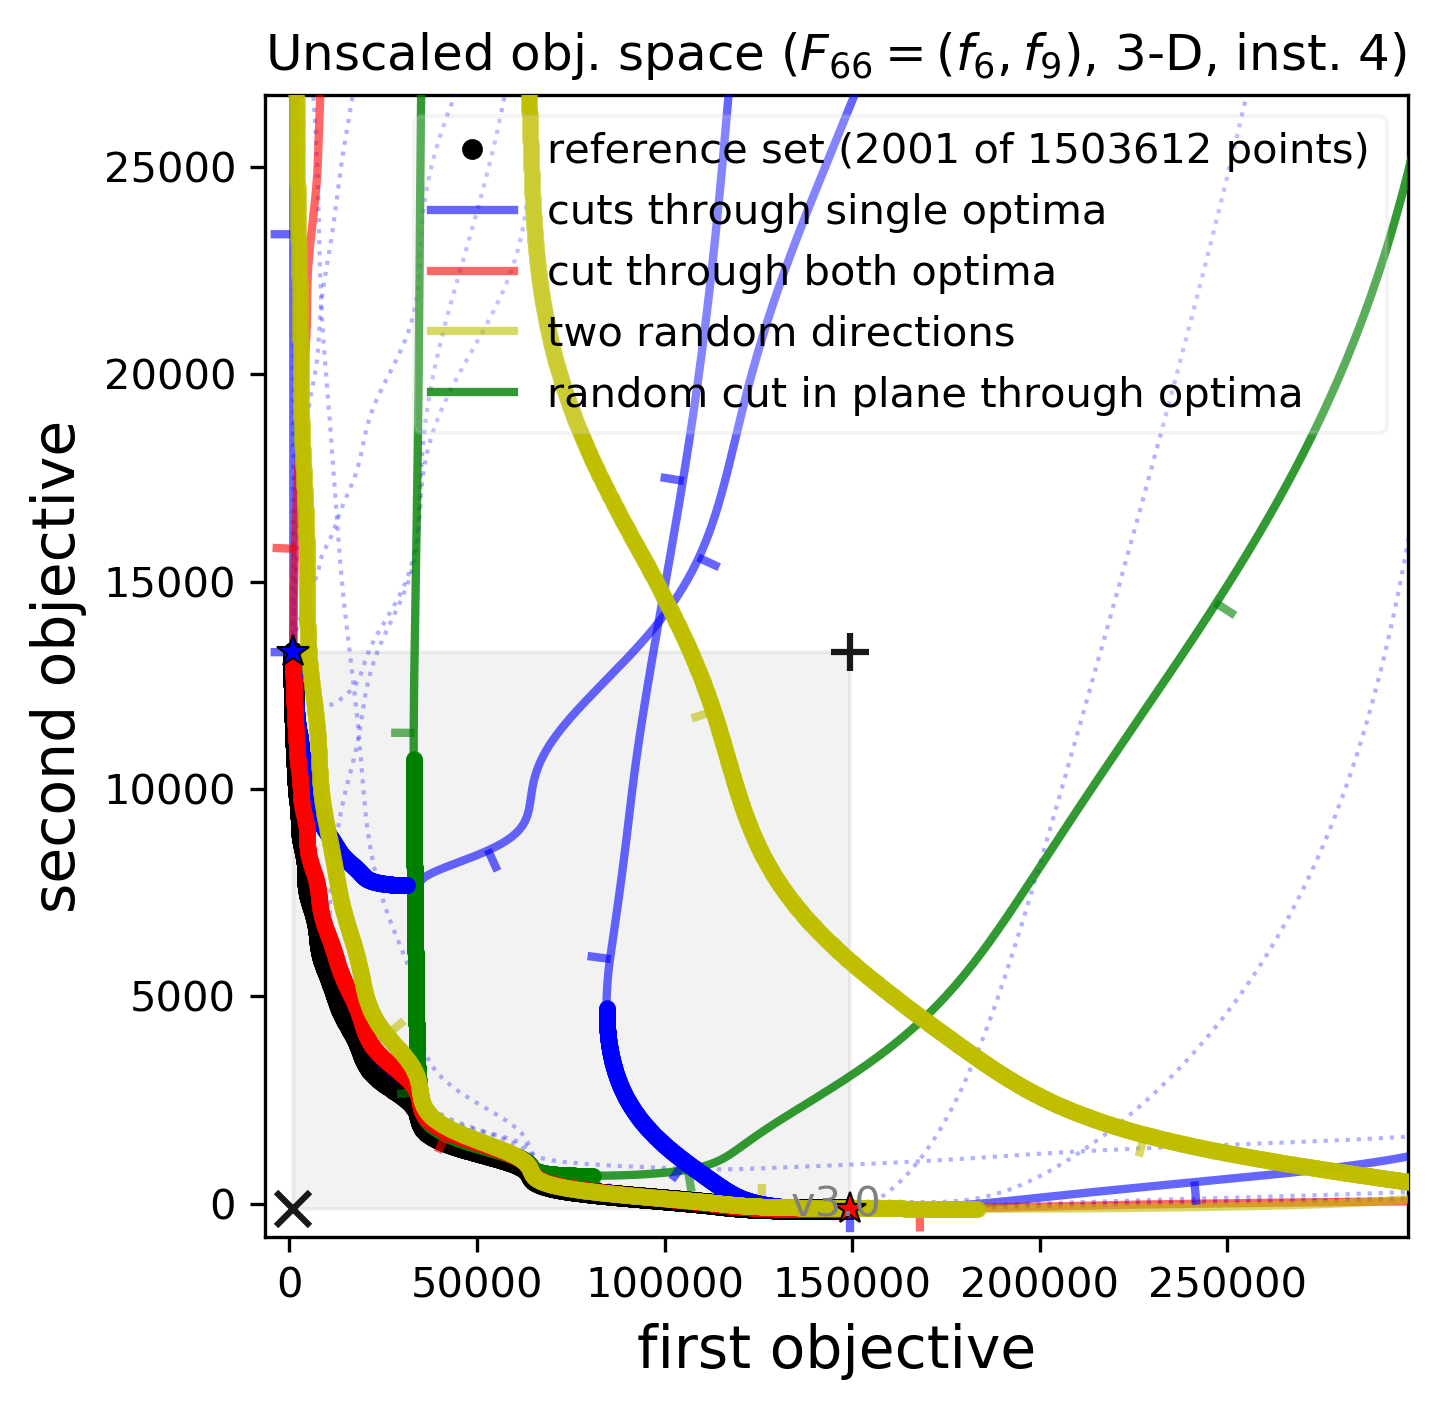 Unscaled obj. space (F₆₆ = (f₆, f₉), 3-D, inst. 4)
reference set (2001 of 1503612 points)
cuts through single optima
cut through both optima
two random directions
random cut in plane through optima
25000
20000
15000
10000
5000
0
second objective
v3.0
0
50000
100000
150000
200000
250000
first objective